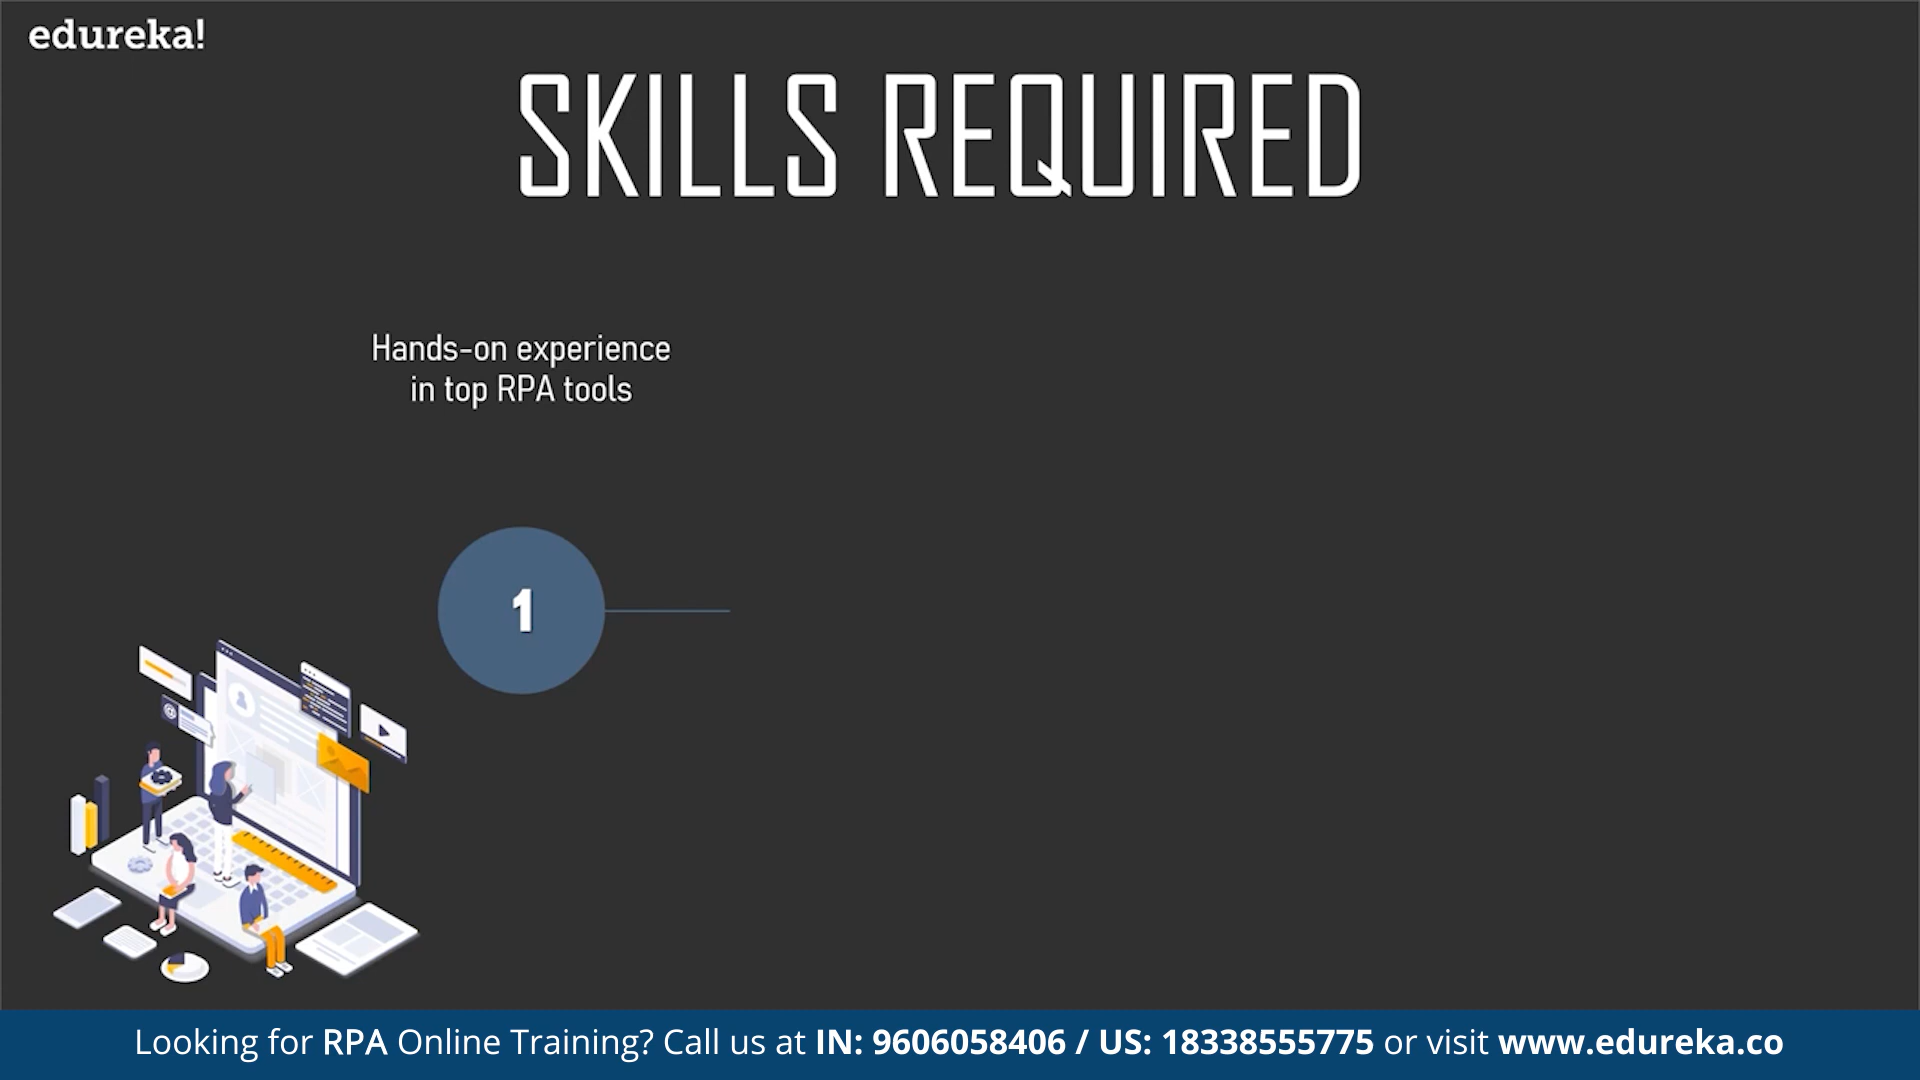 edureka!
SKILLS REQUIRED
Hands-on experience
in top RPA tools
1
Looking for RPA Online Training? Call us at IN: 9606058406 / US: 18338555775 or visit www.edureka.co